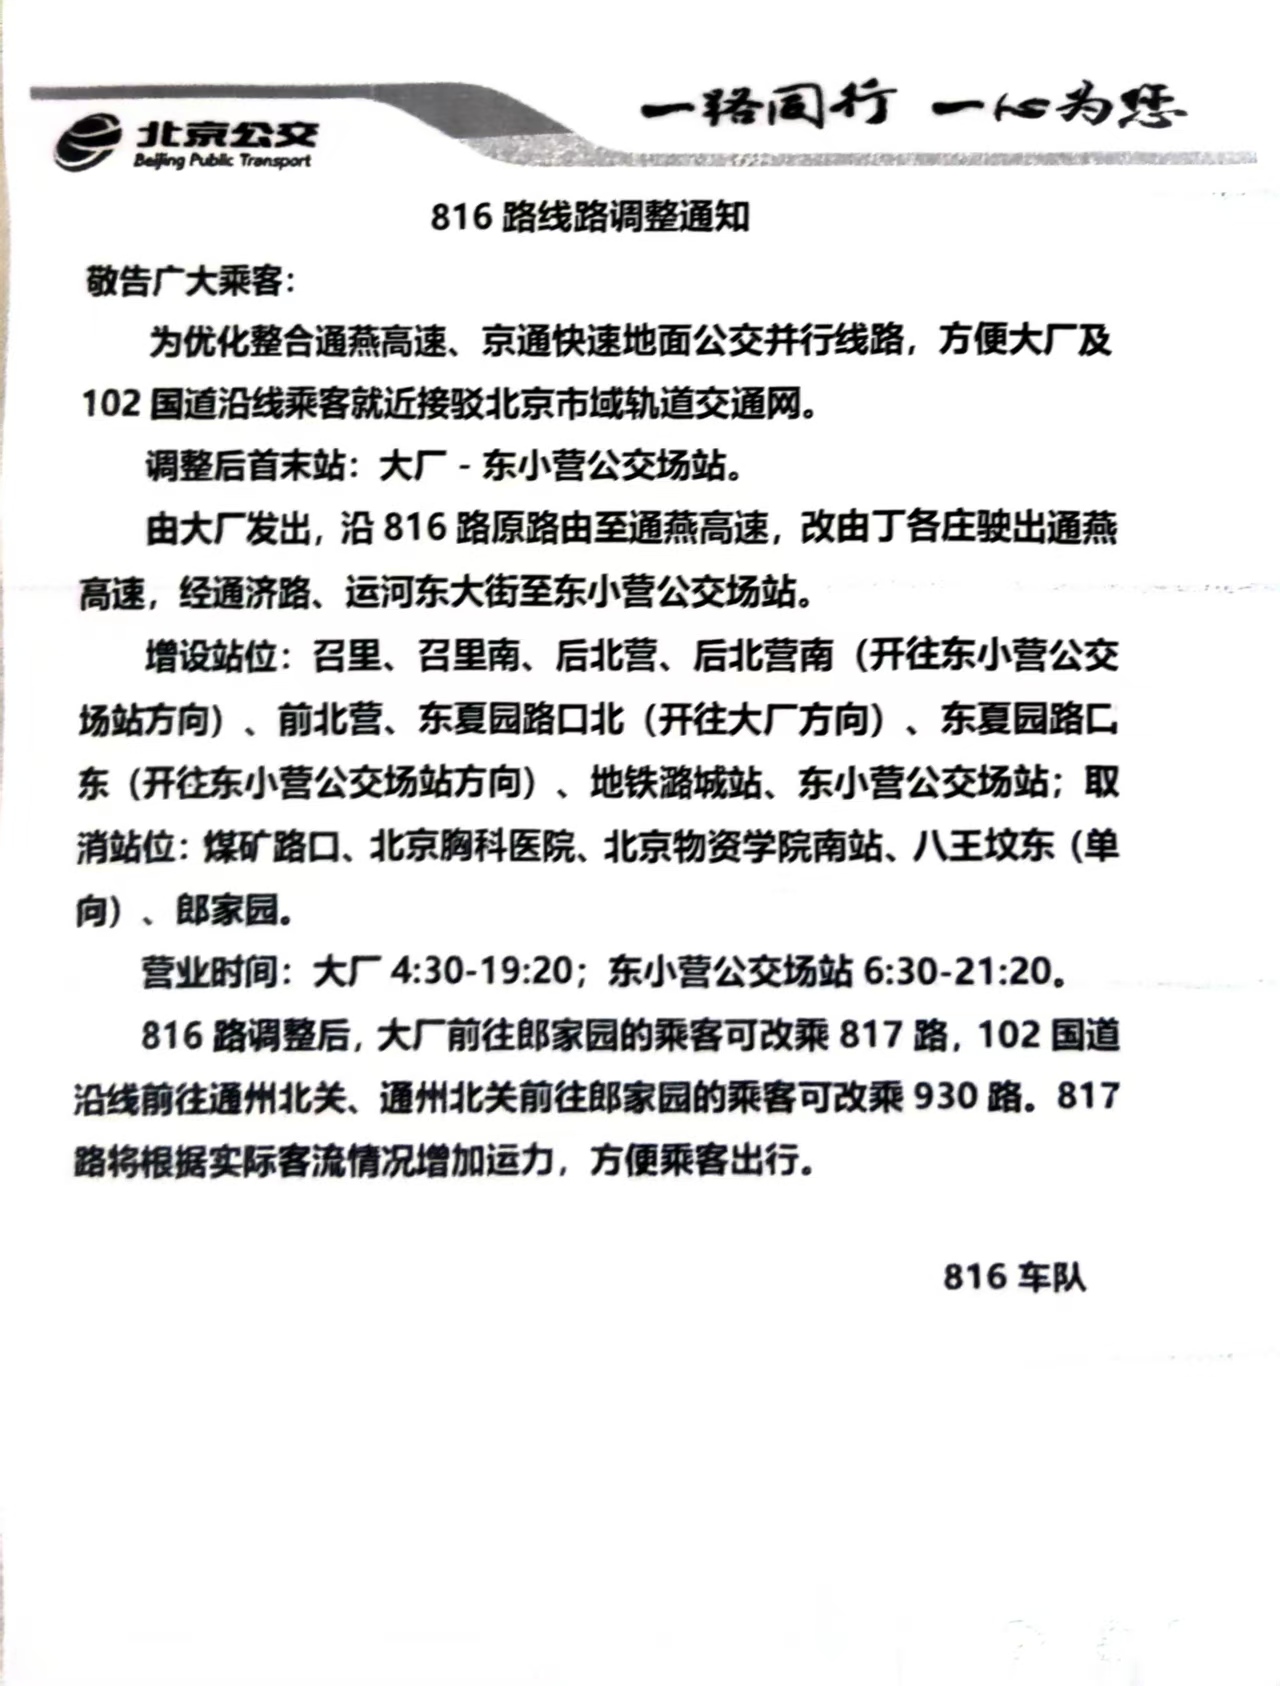 北京公交
Beijing Public Transport
一路同行 一心为您
816 路线路调整通知
敬告广大乘客：
为优化整合通燕高速、京通快速地面公交并行线路，方便大厂及
102 国道沿线乘客就近接驳北京市域轨道交通网。
调整后首末站：大厂 - 东小营公交场站。
由大厂发出，沿 816 路原路由至通燕高速，改由丁各庄驶出通燕
高速，经通济路、运河东大街至东小营公交场站。
增设站位：召里、召里南、后北营、后北营南（开往东小营公交
场站方向）、前北营、东夏园路口北（开往大厂方向）、东夏园路口
东（开往东小营公交场站方向）、地铁潞城站、东小营公交场站；取
消站位：煤矿路口、北京胸科医院、北京物资学院南站、八王坟东（单
向）、郎家园。
营业时间：大厂 4:30-19:20；东小营公交场站 6:30-21:20。
816 路调整后，大厂前往郎家园的乘客可改乘 817 路，102 国道
沿线前往通州北关、通州北关前往郎家园的乘客可改乘 930 路。817
路将根据实际客流情况增加运力，方便乘客出行。
816 车队